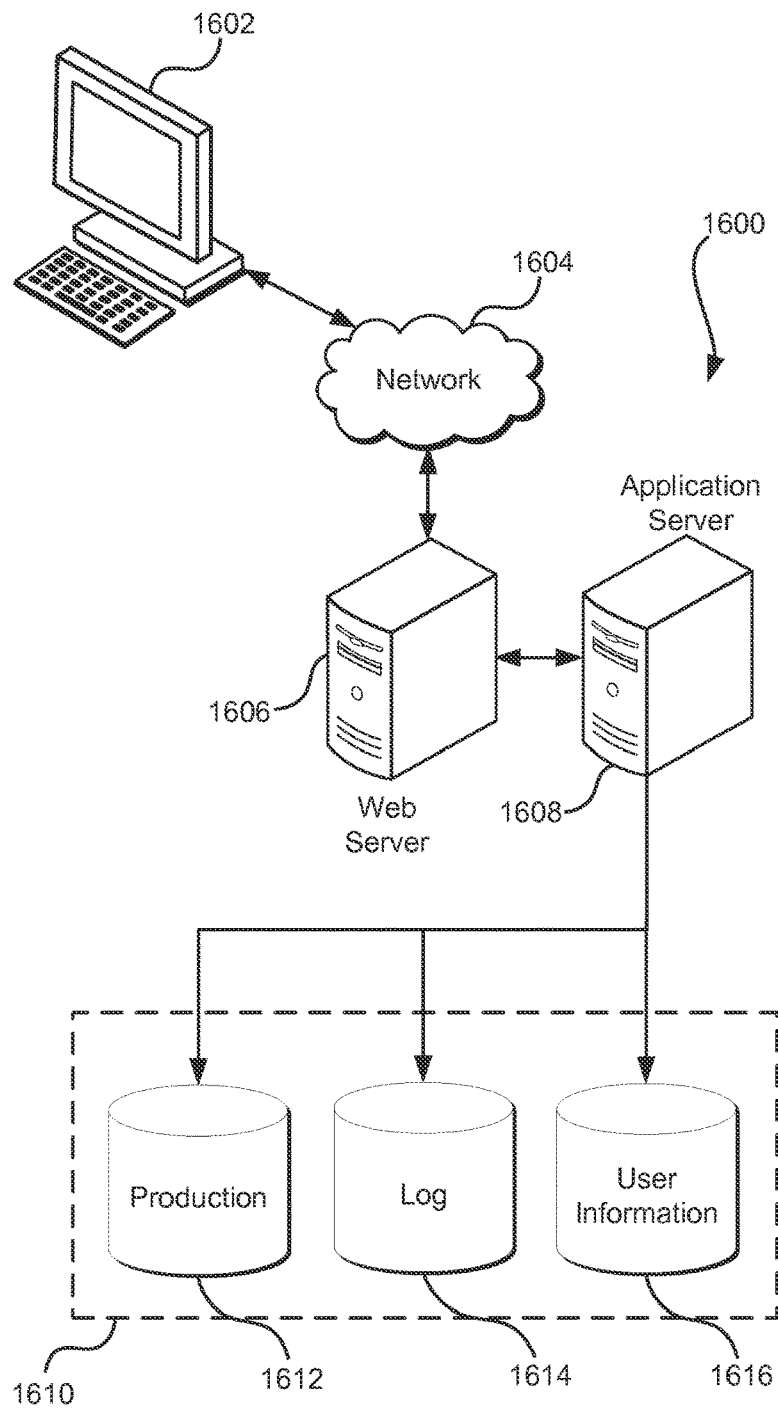 1602
1600
1604
Network
Application
Server
1606
Web
Server
1608
Production
Log
User
Information
1610
1612
1614
1616